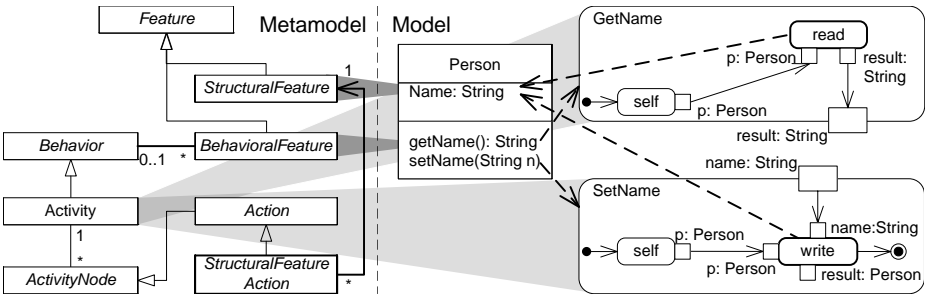 Feature
Metamodel
Model
GetName
read
p: Person
result:
String
self
p: Person
result: String
1
StructuralFeature
Person
Name: String
getName(): String
setName(String n)
Behavior
0..1
*
BehavioralFeature
name: String
SetName
Activity
Action
1
*
ActivityNode
StructuralFeature
Action
*
self
p: Person
p: Person
name:String
write
result: Person